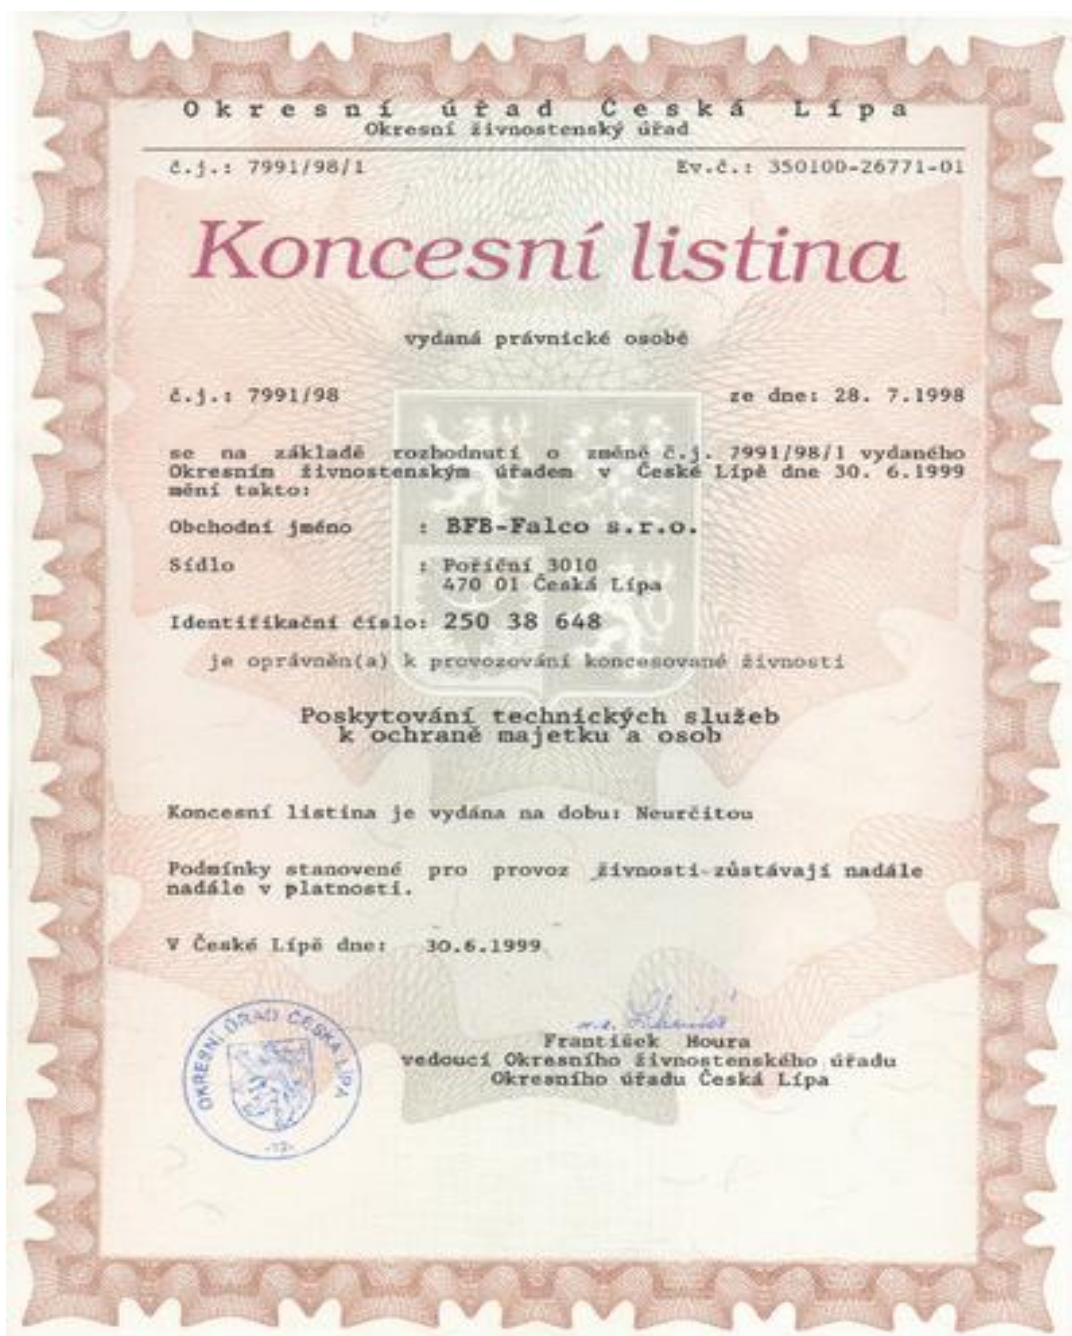 Okresní úřad Česká Lípa
Okresní živnostenský úřad
č.j.: 7991/98/1 Ev.č.: 350100-26771-01
Koncesní listina
vydaná právnické osobě
č.j.: 7991/98 ze dne: 28. 7.1998
se na základě rozhodnutí o změně č.j. 7991/98/1 vydaného
Okresním živnostenským úřadem v České Lípě dne 30. 6.1999
mění takto:
Obchodní jméno : BFB-Falco s.r.o.
Sídlo : Poříční 3010
470 01 Česká Lípa
Identifikační číslo: 250 38 648
je oprávněn(a) k provozování koncesované živnosti
Poskytování technických služeb
k ochraně majetku a osob
Koncesní listina je vydána na dobu: Neurčitou
Podmínky stanovené pro provoz živnosti zůstávají nadále
nadále v platnosti.
V České Lípě dne: 30.6.1999
František Houra
vedoucí Okresního živnostenského úřadu
Okresního úřadu Česká Lípa
OKRESNÍ ÚŘAD ČESKÁ LÍPA